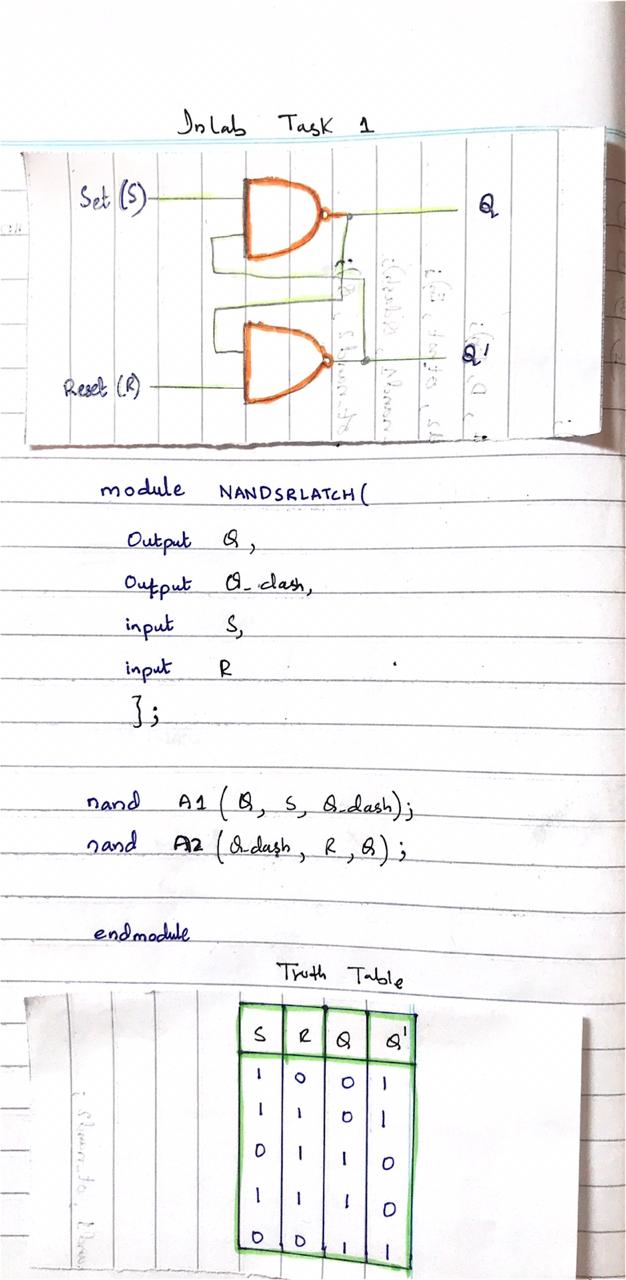 InLab Task 1
Set (S)
Q
Q'
Reset (R)
module NANDSRLATCH(
Output Q,
Output Q_dash,
input S,
input R
];
nand A1 (Q, S, Q_dash);
nand A2 (Q_dash, R, Q);
endmodule
Truth Table
S R Q Q'
1 0 0 1
1 1 0 1
0 1 1 0
1 1 1 0
0 0 1 1